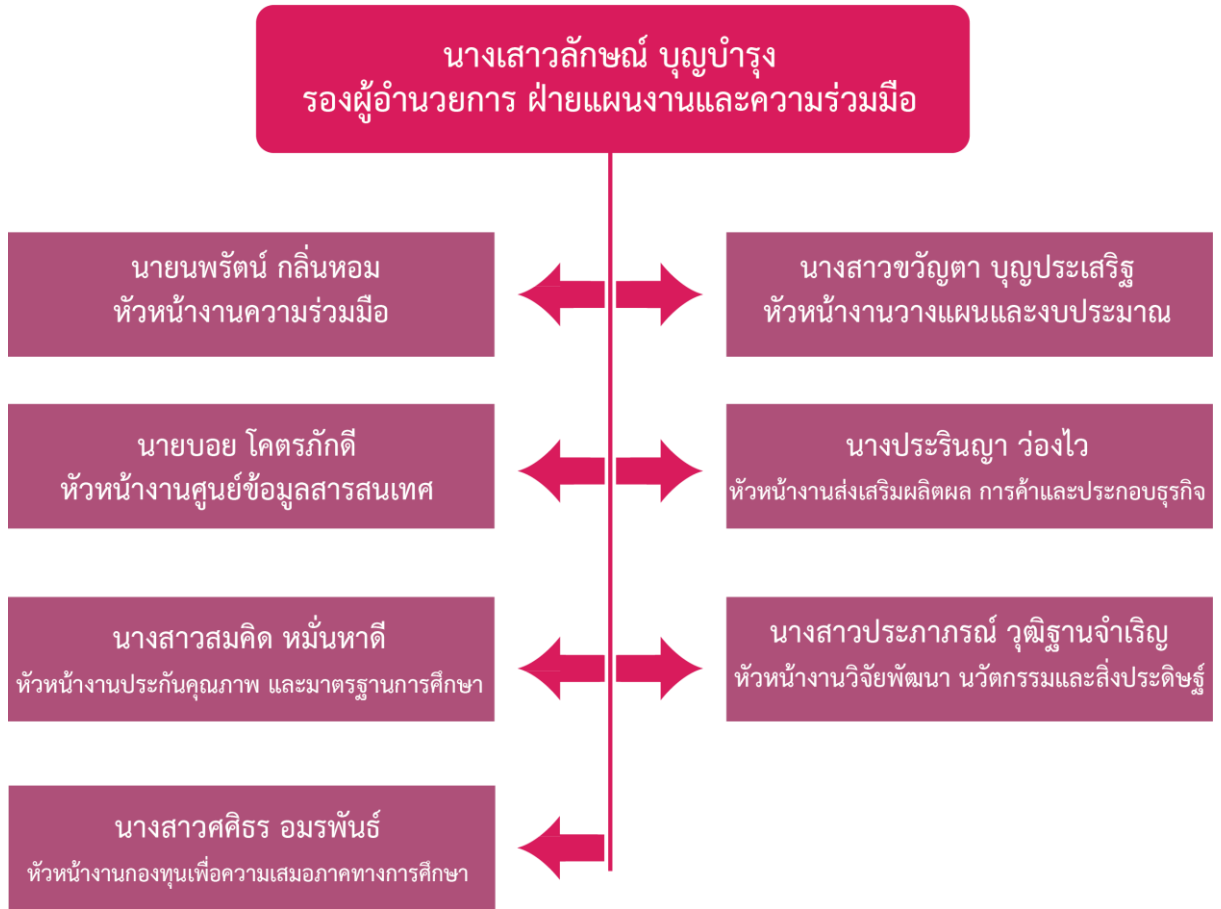 นางเสาวลักษณ์ บุญบำรุง
รองผู้อำนวยการ ฝ่ายแผนงานและความร่วมมือ
นายนพรัตน์ กลิ่นหอม
หัวหน้างานความร่วมมือ
นางสาวขวัญตา บุญประเสริฐ
หัวหน้างานวางแผนและงบประมาณ
นายบอย โคตรภักดี
หัวหน้างานศูนย์ข้อมูลสารสนเทศ
นางประรินญา ว่องไว
หัวหน้างานส่งเสริมผลิตผล การค้าและประกอบธุรกิจ
นางสาวสมคิด หมั่นหาดี
หัวหน้างานประกันคุณภาพ และมาตรฐานการศึกษา
นางสาวประภาภรณ์ วุฒิฐานจำเริญ
หัวหน้างานวิจัยพัฒนา นวัตกรรมและสิ่งประดิษฐ์
นางสาวศศิธร อมรพันธ์
หัวหน้างานกองทุนเพื่อความเสมอภาคทางการศึกษา